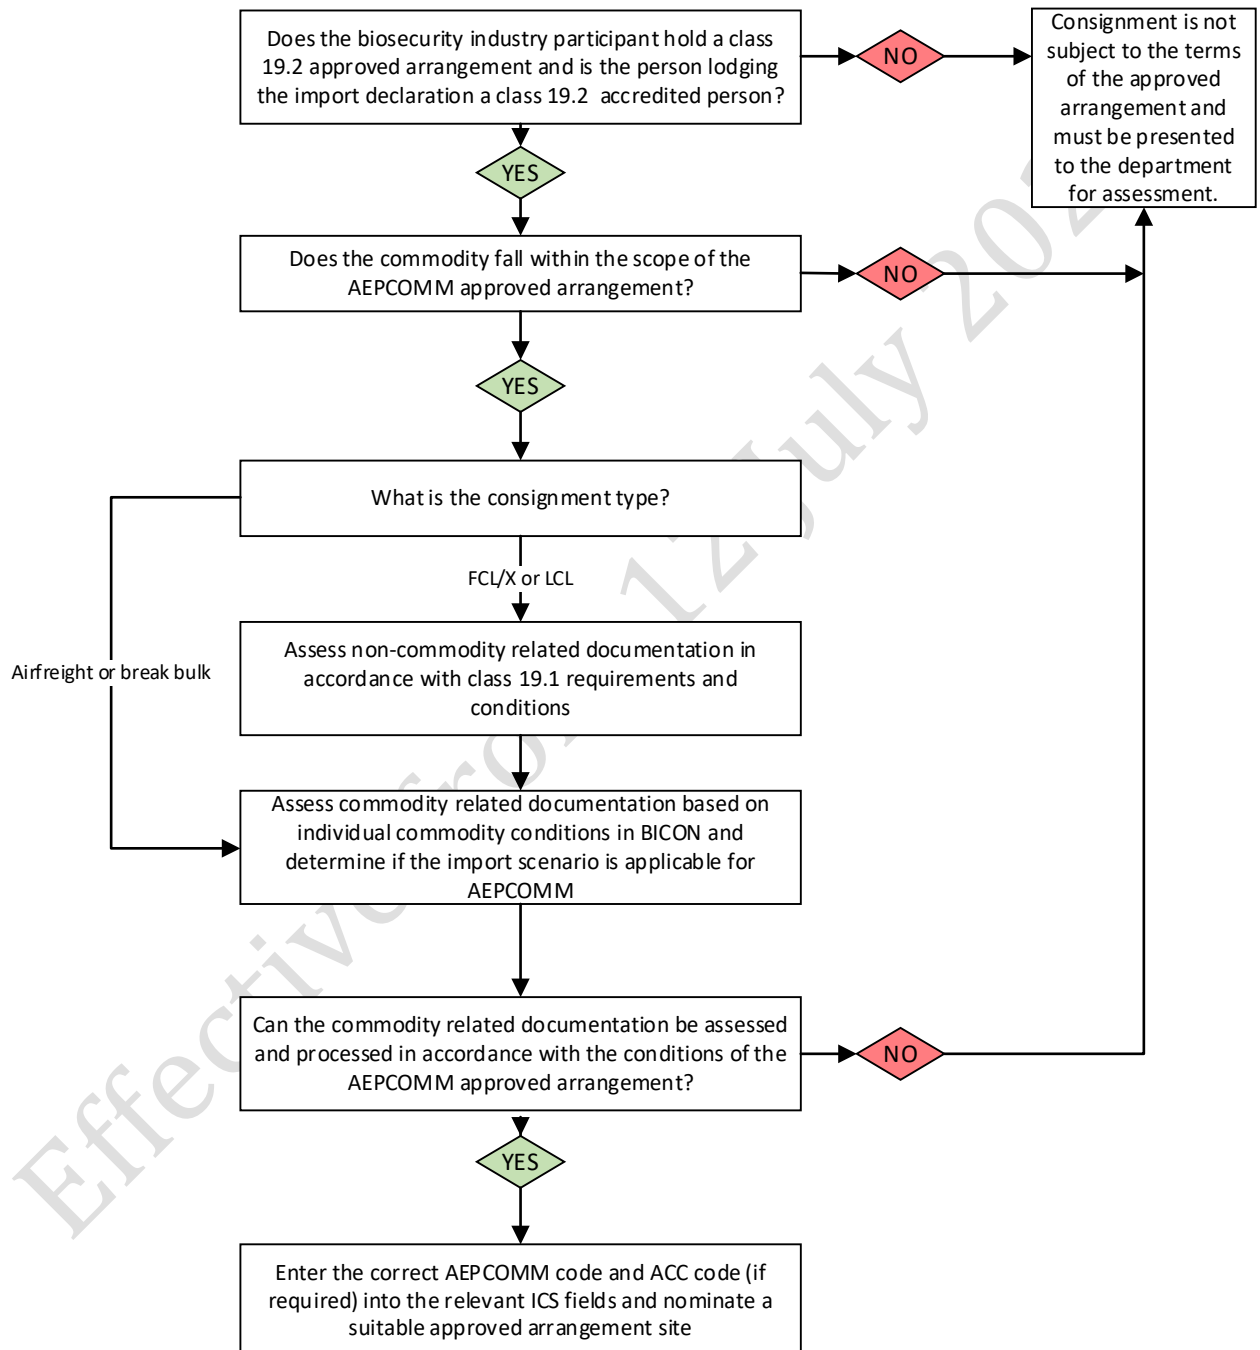 Does the biosecurity industry participant hold a class
19.2 approved arrangement and is the person lodging
the import declaration a class 19.2 accredited person?
NO
Consignment is not
subject to the terms
of the approved
arrangement and
must be presented
to the department
for assessment.
YES
Does the commodity fall within the scope of the
AEPCOMM approved arrangement?
NO
YES
What is the consignment type?
FCL/X or LCL
Airfreight or break bulk
Assess non-commodity related documentation in
accordance with class 19.1 requirements and
conditions
Assess commodity related documentation based on
individual commodity conditions in BICON and
determine if the import scenario is applicable for
AEPCOMM
Can the commodity related documentation be assessed
and processed in accordance with the conditions of the
AEPCOMM approved arrangement?
NO
YES
Enter the correct AEPCOMM code and ACC code (if
required) into the relevant ICS fields and nominate a
suitable approved arrangement site
Effective from 12 July